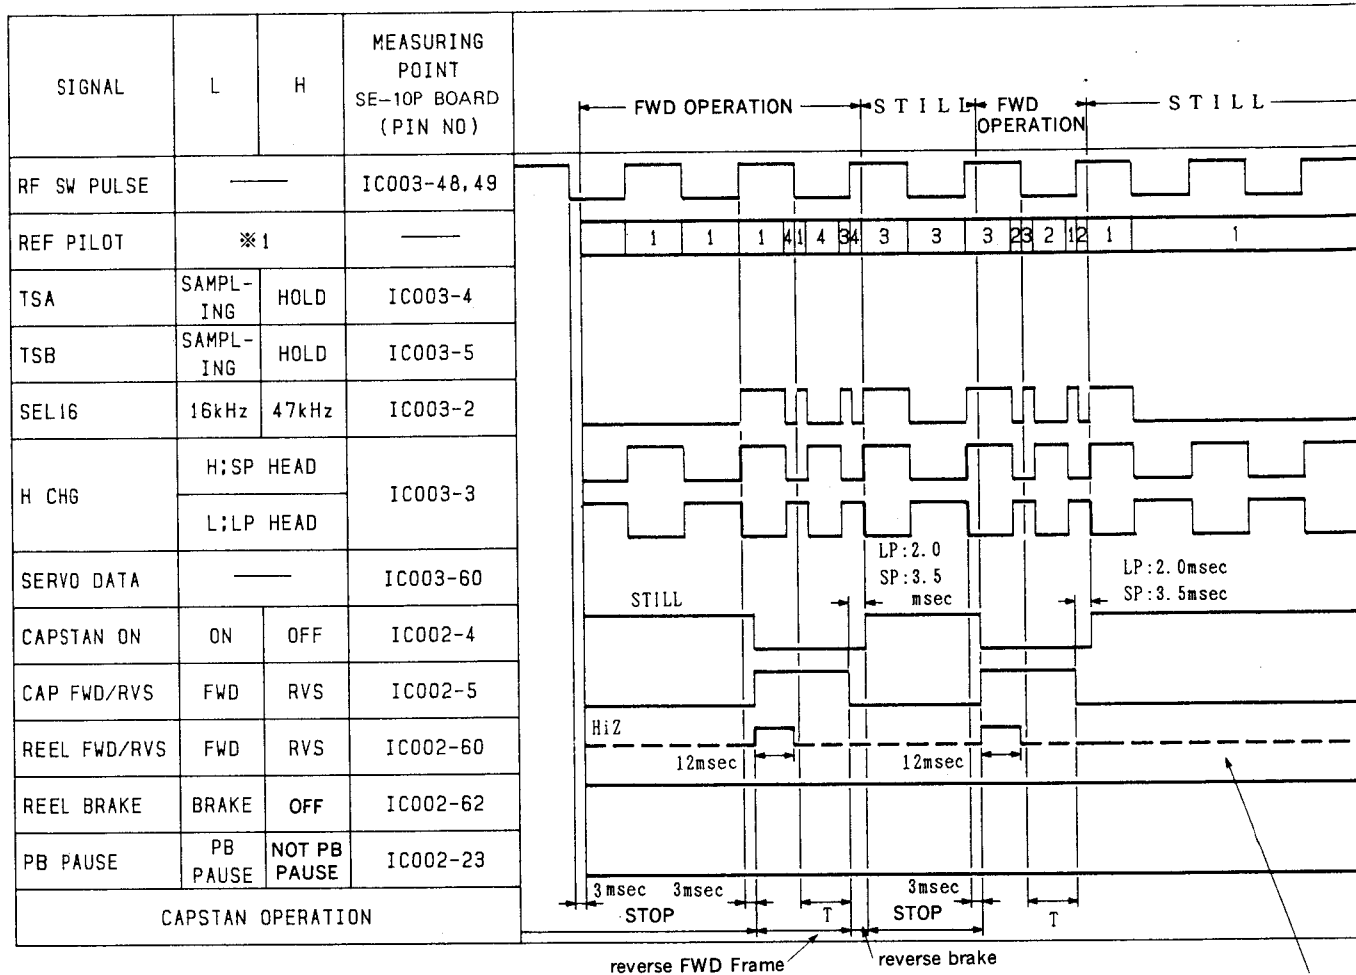 SIGNAL L H MEASURING POINT SE-10P BOARD (PIN NO)
FWD OPERATION STILL FWD OPERATION STILL
RF SW PULSE —— IC003-48,49
REF PILOT ※1 ——
1 1 1 4 1 4 3 4 3 3 3 2 3 2 1 2 1 1
TSA SAMPL-ING HOLD IC003-4
TSB SAMPL-ING HOLD IC003-5
SEL16 16kHz 47kHz IC003-2
H CHG H;SP HEAD IC003-3
L;LP HEAD
LP:2.0
SP:3.5
msec
LP:2.0msec
SP:3.5msec
SERVO DATA —— IC003-60
STILL
CAPSTAN ON ON OFF IC002-4
CAP FWD/RVS FWD RVS IC002-5
HiZ
REEL FWD/RVS FWD RVS IC002-60
12msec 12msec
REEL BRAKE BRAKE OFF IC002-62
PB PAUSE PB PAUSE NOT PB PAUSE IC002-23
3msec 3msec 3msec
CAPSTAN OPERATION
STOP T STOP T
reverse FWD Frame reverse brake